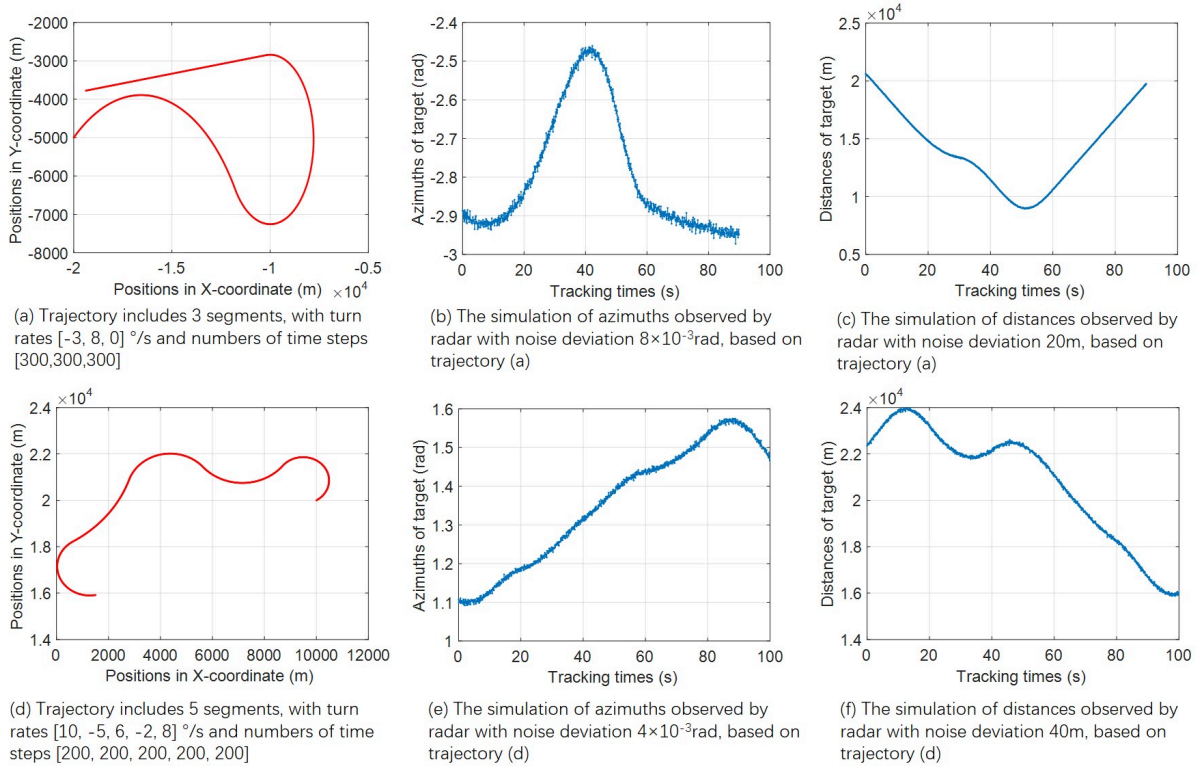 -2000
-3000
-4000
-5000
-6000
-7000
-8000
Positions in Y-coordinate (m)
-2 -1.5 -1 -0.5
Positions in X-coordinate (m) ×10⁴
(a) Trajectory includes 3 segments, with turn
rates [-3, 8, 0] °/s and numbers of time steps
[300,300,300]
-2.4
-2.5
-2.6
-2.7
-2.8
-2.9
-3
Azimuths of target (rad)
0 20 40 60 80 100
Tracking times (s)
(b) The simulation of azimuths observed by
radar with noise deviation 8×10⁻³rad, based on
trajectory (a)
×10⁴
2.5
2
1.5
1
0.5
Distances of target (m)
0 20 40 60 80 100
Tracking times (s)
(c) The simulation of distances observed by
radar with noise deviation 20m, based on
trajectory (a)
×10⁴
2.4
2.2
2
1.8
1.6
1.4
Positions in Y-coordinate (m)
0 2000 4000 6000 8000 10000 12000
Positions in X-coordinate (m)
(d) Trajectory includes 5 segments, with turn
rates [10, -5, 6, -2, 8] °/s and numbers of time
steps [200, 200, 200, 200, 200]
1.6
1.5
1.4
1.3
1.2
1.1
1
Azimuths of target (rad)
0 20 40 60 80 100
Tracking times (s)
(e) The simulation of azimuths observed by
radar with noise deviation 4×10⁻³rad, based on
trajectory (d)
×10⁴
2.4
2.2
2
1.8
1.6
1.4
Distances of target (m)
0 20 40 60 80 100
Tracking times (s)
(f) The simulation of distances observed by
radar with noise deviation 40m, based on
trajectory (d)